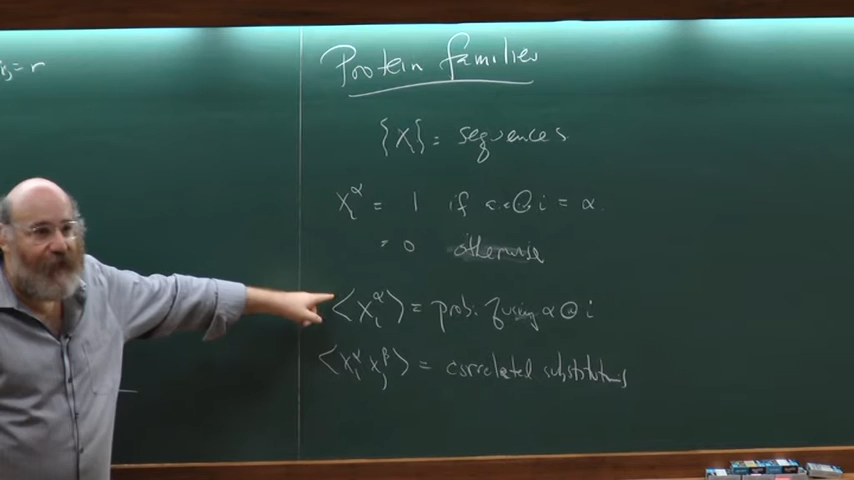 = r
Protein families
{x} = sequences
x_i^α = 1 if a.a. @ i = α
= 0 otherwise
<x_i^α> = prob. of using α @ i
<x_i^α x_j^β> = correlated substitutions